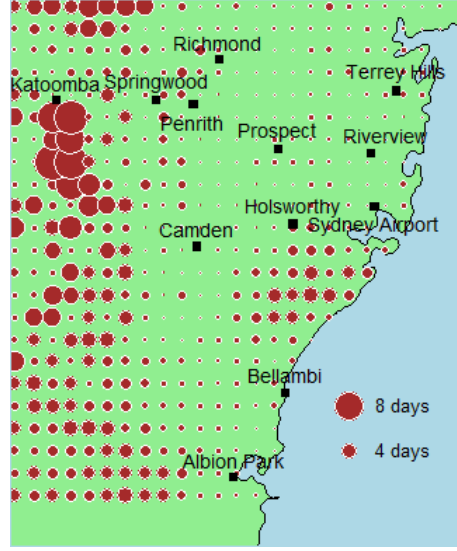 Richmond
Terrey Hills
Katoomba
Springwood
Penrith
Prospect
Riverview
Holsworthy
Sydney Airport
Camden
Bellambi
8 days
4 days
Albion Park